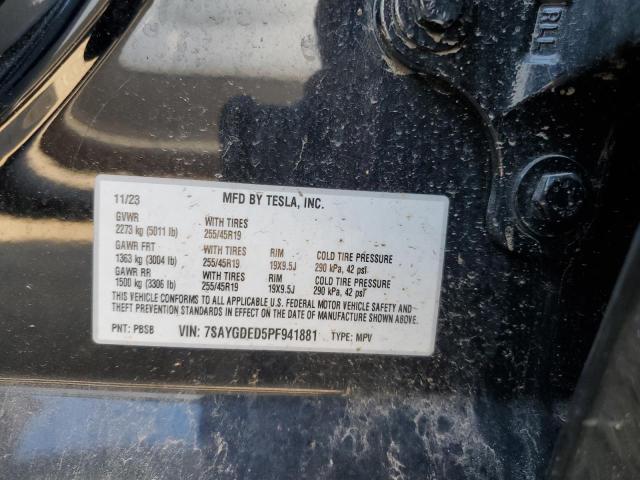 11/23 MFD BY TESLA, INC.
GVWR WITH TIRES
2273 kg (5011 lb) 255/45R19
GAWR FRT WITH TIRES RIM COLD TIRE PRESSURE
1363 kg (3004 lb) 255/45R19 19X9.5J 290 kPa, 42 psi
GAWR RR WITH TIRES RIM COLD TIRE PRESSURE
1500 kg (3306 lb) 255/45R19 19X9.5J 290 kPa, 42 psi
THIS VEHICLE CONFORMS TO ALL APPLICABLE U.S. FEDERAL MOTOR VEHICLE SAFETY AND
THEFT PREVENTION STANDARDS IN EFFECT ON THE DATE OF MANUFACTURE SHOWN ABOVE.
PNT: PBSB VIN: 7SAYGDED5PF941881 TYPE: MPV